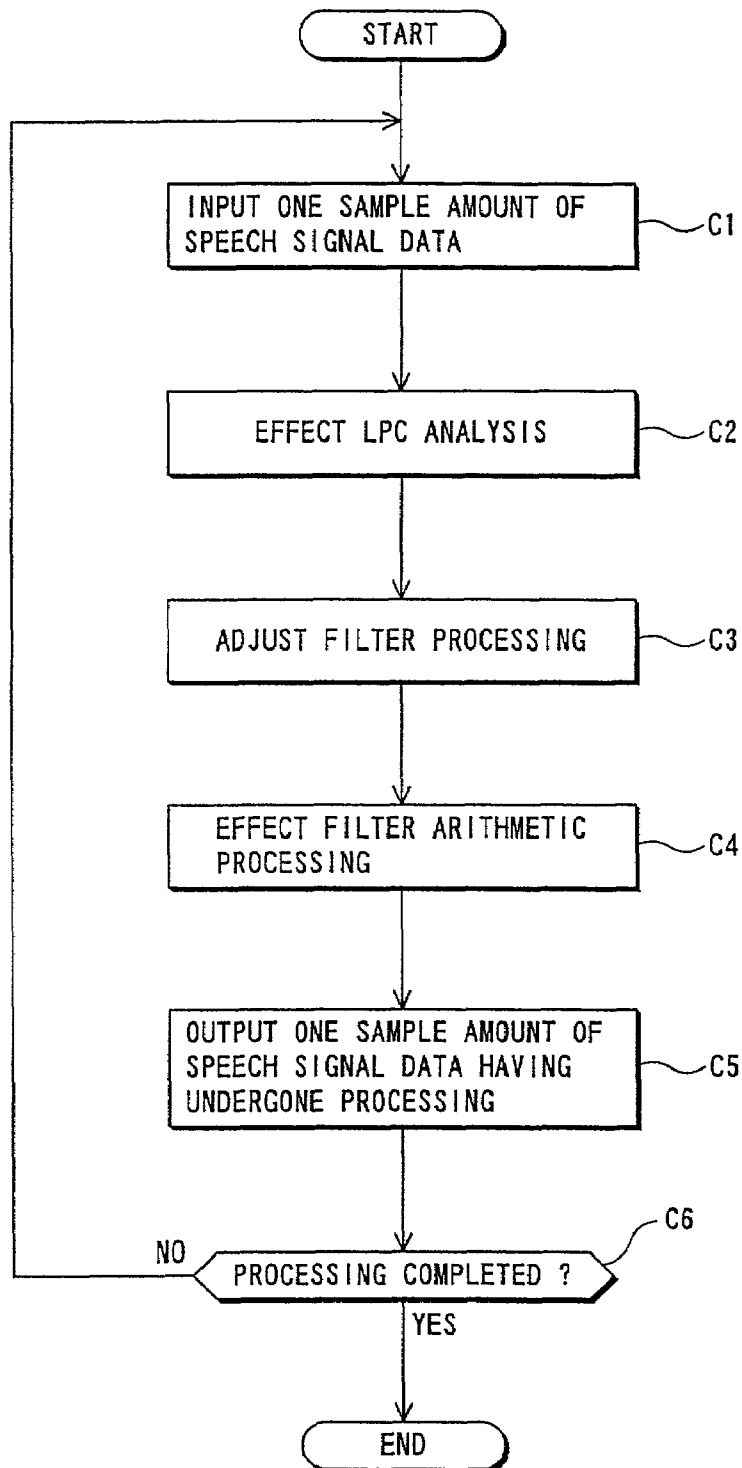 START
INPUT ONE SAMPLE AMOUNT OF
SPEECH SIGNAL DATA
C1
EFFECT LPC ANALYSIS
C2
ADJUST FILTER PROCESSING
C3
EFFECT FILTER ARITHMETIC
PROCESSING
C4
OUTPUT ONE SAMPLE AMOUNT OF
SPEECH SIGNAL DATA HAVING
UNDERGONE PROCESSING
C5
C6
NO
PROCESSING COMPLETED ?
YES
END